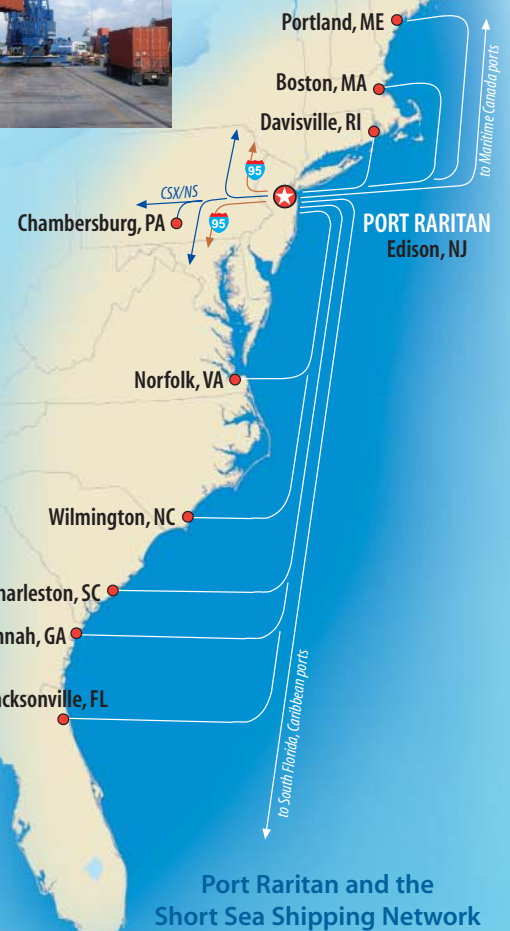 Portland, ME
to Maritime Canada ports
Boston, MA
Davisville, RI
95
CSX/NS
Chambersburg, PA
95
PORT RARITAN
Edison, NJ
Norfolk, VA
Wilmington, NC
harleston, SC
nnah, GA
cksonville, FL
to South Florida, Caribbean ports
Port Raritan and the
Short Sea Shipping Network